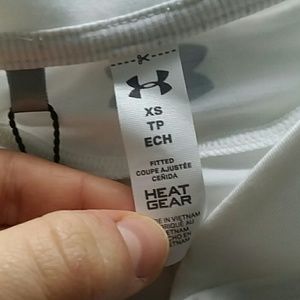 XS
TP
ECH
FITTED
COUPE AJUSTÉE
CEÑIDA
HEAT
GEAR
IN VIETNAM